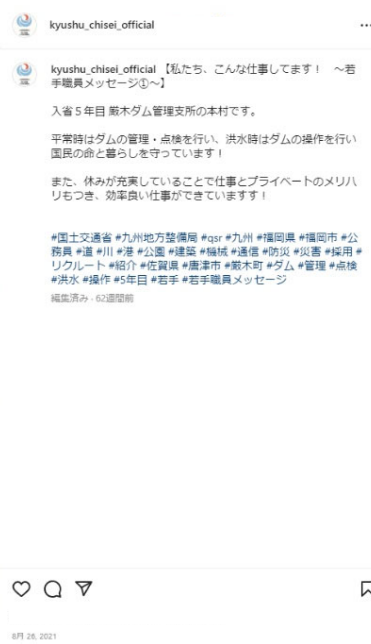 kyushu_chisei_official
kyushu_chisei_official 【私たち、こんな仕事してます！　～若
手職員メッセージ①～】
入省５年目 厳木ダム管理支所の本村です。
平常時はダムの管理・点検を行い、洪水時はダムの操作を行い
国民の命と暮らしを守っています！
また、休みが充実していることで仕事とプライベートのメリハ
リもつき、効率良い仕事ができていますす！
#国土交通省 #九州地方整備局 #qsr #九州 #福岡県 #福岡市 #公
務員 #道 #川 #港 #公園 #建築 #機械 #通信 #防災 #災害 #採用 #
リクルート #紹介 #佐賀県 #唐津市 #厳木町 #ダム #管理 #点検
#洪水 #操作 #5年目 #若手 #若手職員メッセージ
編集済み · 62週間前
8月 26, 2021